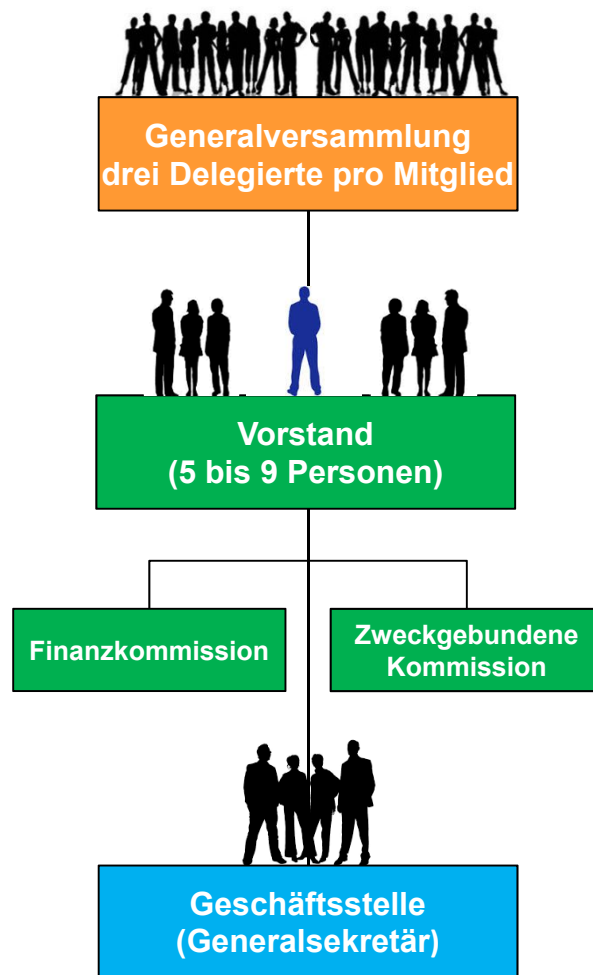 Generalversammlung
drei Delegierte pro Mitglied
Vorstand
(5 bis 9 Personen)
Finanzkommission
Zweckgebundene
Kommission
Geschäftsstelle
(Generalsekretär)